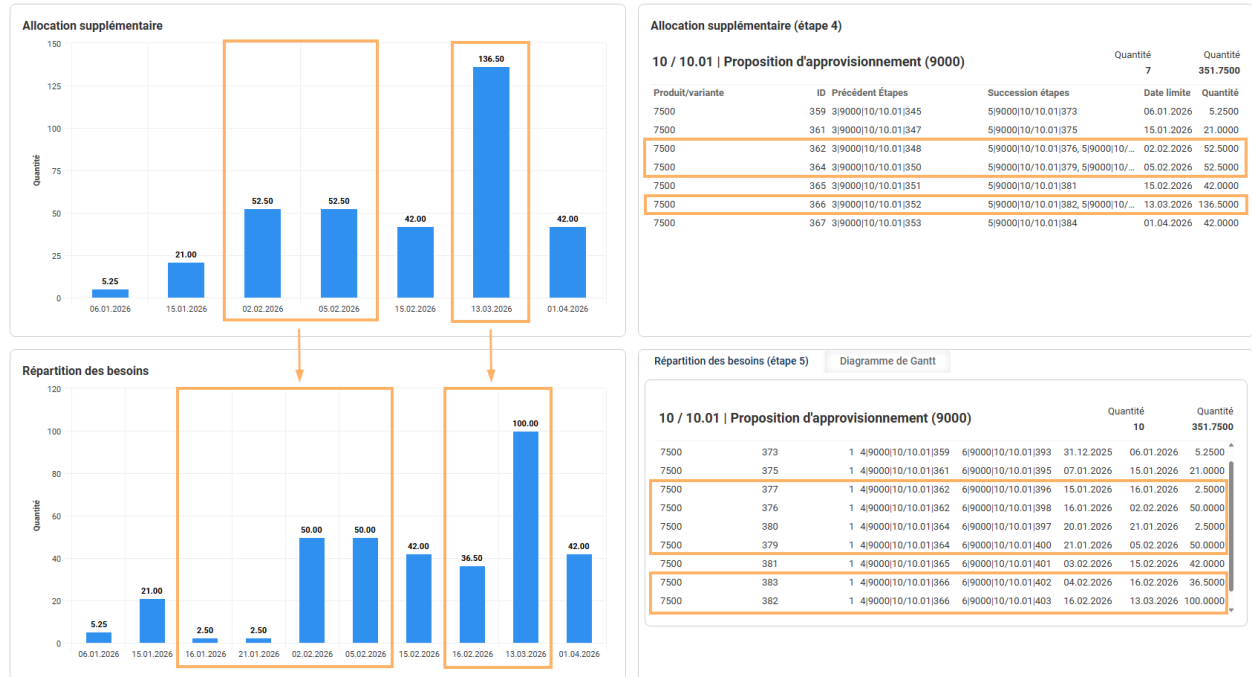 Allocation supplémentaire
150
125
100
75
50
25
0
Quantité
5.25
21.00
52.50
52.50
42.00
136.50
42.00
06.01.2026 15.01.2026 02.02.2026 05.02.2026 15.02.2026 13.03.2026 01.04.2026
Allocation supplémentaire (étape 4)
10 / 10.01 | Proposition d'approvisionnement (9000)
Quantité Quantité
7 351.7500
Produit/variante ID Précédent Étapes Succession étapes Date limite Quantité
7500 359 3|9000|10/10.01|345 5|9000|10/10.01|373 06.01.2026 5.2500
7500 361 3|9000|10/10.01|347 5|9000|10/10.01|375 15.01.2026 21.0000
7500 362 3|9000|10/10.01|348 5|9000|10/10.01|376, 5|9000|10/... 02.02.2026 52.5000
7500 364 3|9000|10/10.01|350 5|9000|10/10.01|379, 5|9000|10/... 05.02.2026 52.5000
7500 365 3|9000|10/10.01|351 5|9000|10/10.01|381 15.02.2026 42.0000
7500 366 3|9000|10/10.01|352 5|9000|10/10.01|382, 5|9000|10/... 13.03.2026 136.5000
7500 367 3|9000|10/10.01|353 5|9000|10/10.01|384 01.04.2026 42.0000
Répartition des besoins
120
100
80
60
40
20
0
Quantité
5.25
21.00
2.50
2.50
50.00
50.00
42.00
36.50
100.00
42.00
06.01.2026 15.01.2026 16.01.2026 21.01.2026 02.02.2026 05.02.2026 15.02.2026 16.02.2026 13.03.2026 01.04.2026
Répartition des besoins (étape 5) Diagramme de Gantt
10 / 10.01 | Proposition d'approvisionnement (9000)
Quantité Quantité
10 351.7500
7500 373 1 4|9000|10/10.01|359 6|9000|10/10.01|393 31.12.2025 06.01.2026 5.2500
7500 375 1 4|9000|10/10.01|361 6|9000|10/10.01|395 07.01.2026 15.01.2026 21.0000
7500 377 1 4|9000|10/10.01|362 6|9000|10/10.01|396 15.01.2026 16.01.2026 2.5000
7500 376 1 4|9000|10/10.01|362 6|9000|10/10.01|398 16.01.2026 02.02.2026 50.0000
7500 380 1 4|9000|10/10.01|364 6|9000|10/10.01|397 20.01.2026 21.01.2026 2.5000
7500 379 1 4|9000|10/10.01|364 6|9000|10/10.01|400 21.01.2026 05.02.2026 50.0000
7500 381 1 4|9000|10/10.01|365 6|9000|10/10.01|401 03.02.2026 15.02.2026 42.0000
7500 383 1 4|9000|10/10.01|366 6|9000|10/10.01|402 04.02.2026 16.02.2026 36.5000
7500 382 1 4|9000|10/10.01|366 6|9000|10/10.01|403 16.02.2026 13.03.2026 100.0000